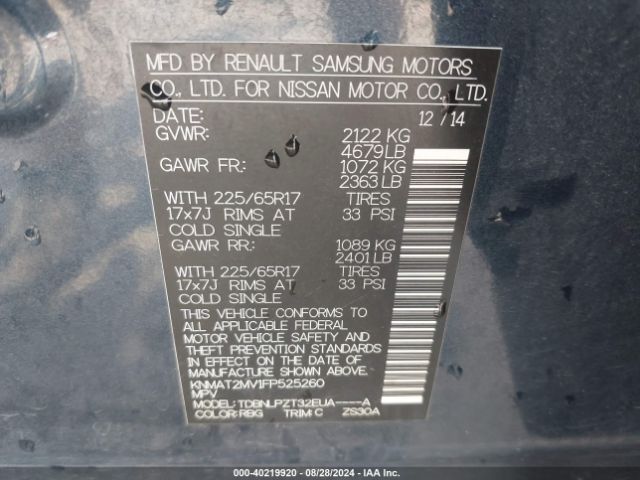 MFD BY RENAULT SAMSUNG MOTORS
CO., LTD. FOR NISSAN MOTOR CO., LTD.
DATE: 12 / 14
GVWR: 2122 KG
4679 LB
GAWR FR: 1072 KG
2363 LB
WITH 225/65R17 TIRES
17x7J RIMS AT 33 PSI
COLD SINGLE
GAWR RR: 1089 KG
2401 LB
WITH 225/65R17 TIRES
17x7J RIMS AT 33 PSI
COLD SINGLE
THIS VEHICLE CONFORMS TO
ALL APPLICABLE FEDERAL
MOTOR VEHICLE SAFETY AND
THEFT PREVENTION STANDARDS
IN EFFECT ON THE DATE OF
MANUFACTURE SHOWN ABOVE.
KNMAT2MV1FP525260
MPV
MODEL: TDBNLPZT32EUA----A
COLOR: RBG TRIM: C ZS30A
000-40219920 - 08/28/2024 - IAA Inc.